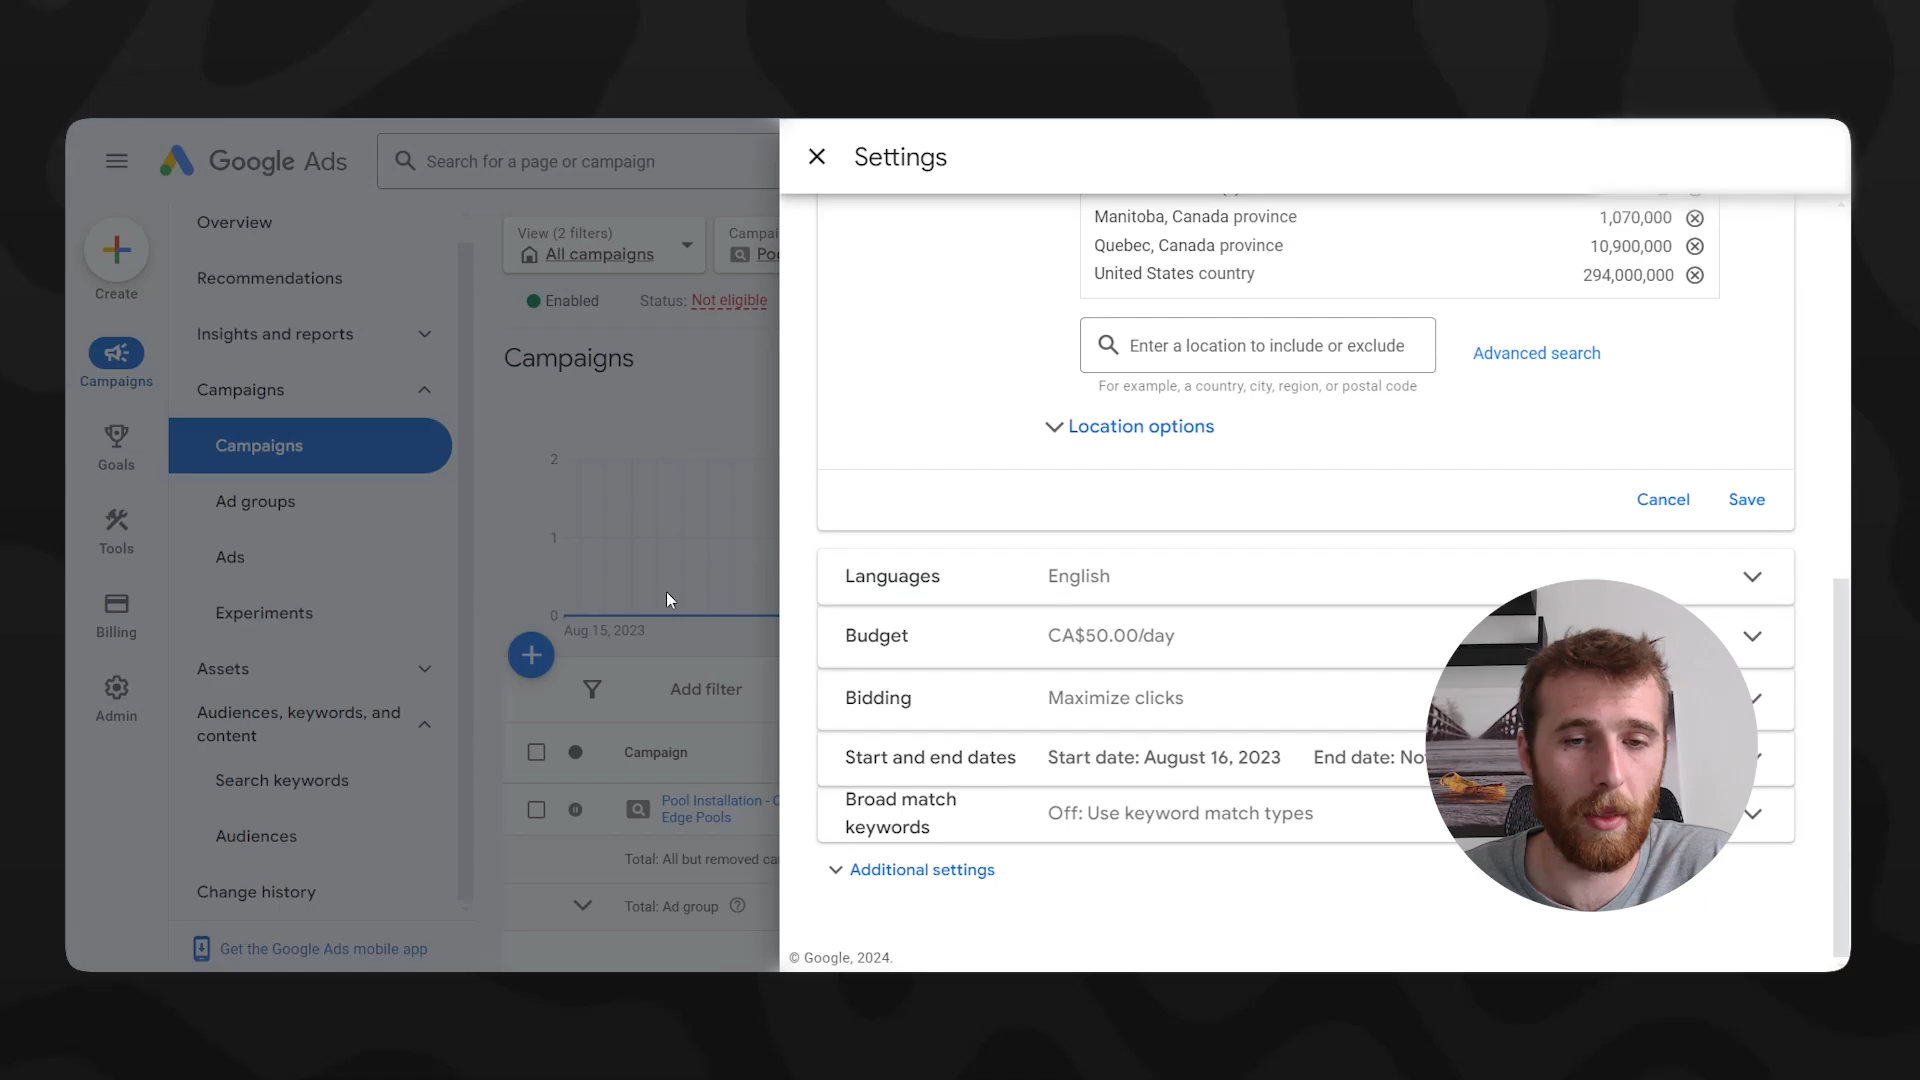 Google Ads
Search for a page or campaign
Create
Campaigns
Goals
Tools
Billing
Admin
Overview
Recommendations
Insights and reports
Campaigns
Campaigns
Ad groups
Ads
Experiments
Assets
Audiences, keywords, and
content
Search keywords
Audiences
Change history
Get the Google Ads mobile app
View (2 filters)
All campaigns
Enabled
Status: Not eligible
Campaigns
2
1
0
Aug 15, 2023
Add filter
Campaign
Pool Installation -
Edge Pools
Total: All but removed
Total: Ad group
Settings
Manitoba, Canada province 1,070,000
Quebec, Canada province 10,900,000
United States country 294,000,000
Enter a location to include or exclude
Advanced search
For example, a country, city, region, or postal code
Location options
Cancel Save
Languages English
Budget CA$50.00/day
Bidding Maximize clicks
Start and end dates Start date: August 16, 2023 End date:
Broad match
keywords
Off: Use keyword match types
Additional settings
© Google, 2024.